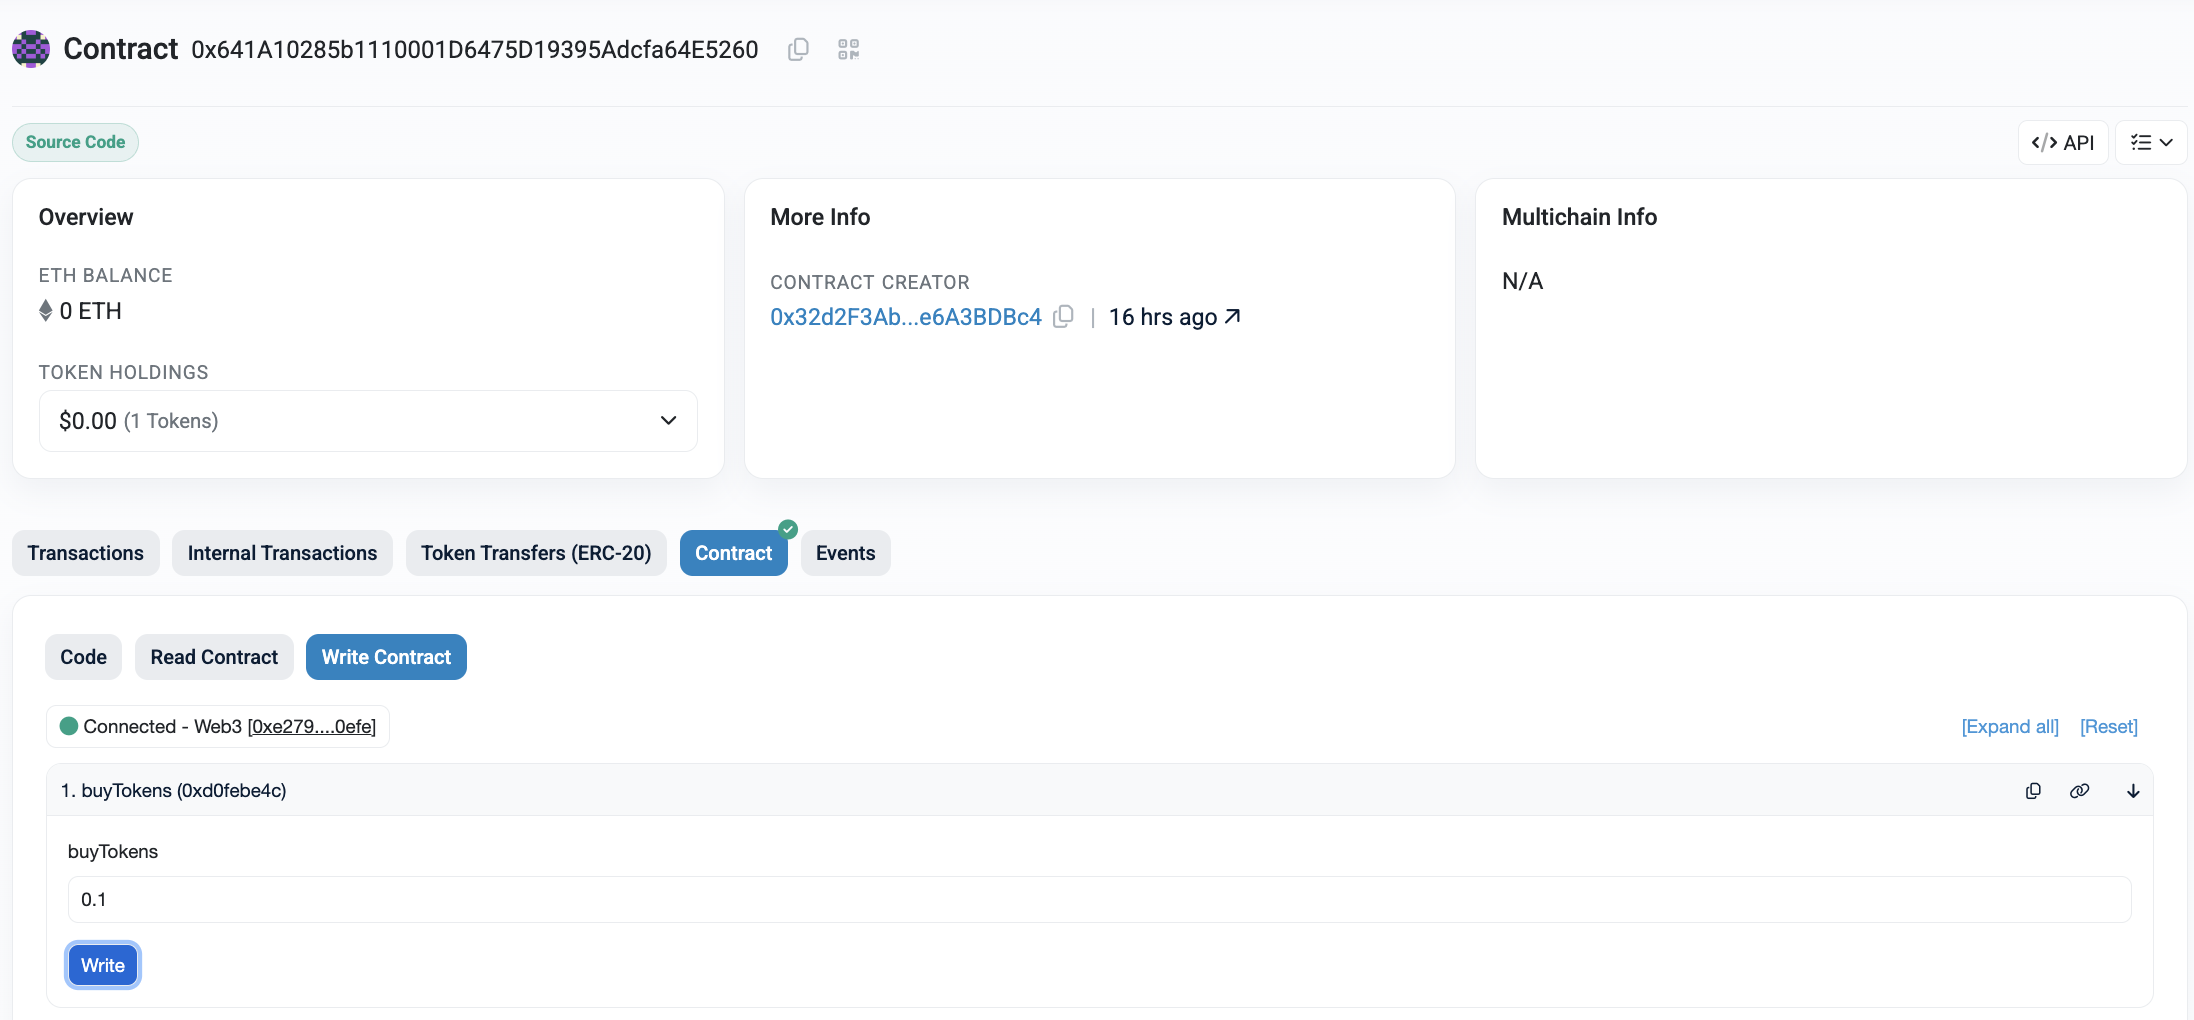 Contract 0x641A10285b1110001D6475D19395Adcfa64E5260
Source Code
</> API
Overview
ETH BALANCE
0 ETH
TOKEN HOLDINGS
$0.00 (1 Tokens)
More Info
CONTRACT CREATOR
0x32d2F3Ab...e6A3BDBc4 | 16 hrs ago
Multichain Info
N/A
Transactions Internal Transactions Token Transfers (ERC-20) Contract Events
Code Read Contract Write Contract
Connected - Web3 [0xe279....0efe] [Expand all] [Reset]
1. buyTokens (0xd0febe4c)
buyTokens
0.1
Write